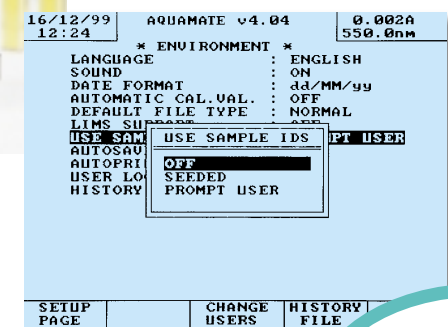 16/12/99 AQUAMATE v4.04 0.002A
12:24 550.0nm
* ENVIRONMENT *
LANGUAGE : ENGLISH
SOUND : ON
DATE FORMAT : dd/MM/yy
AUTOMATIC CAL.VAL. : OFF
DEFAULT FILE TYPE : NORMAL
LIMS SUPPORT : OFF
USE SAM PT USER
AUTOSAV
AUTOPRI
USER LO
HISTORY
USE SAMPLE IDS
OFF
SEEDED
PROMPT USER
SETUP PAGE
CHANGE USERS
HISTORY FILE